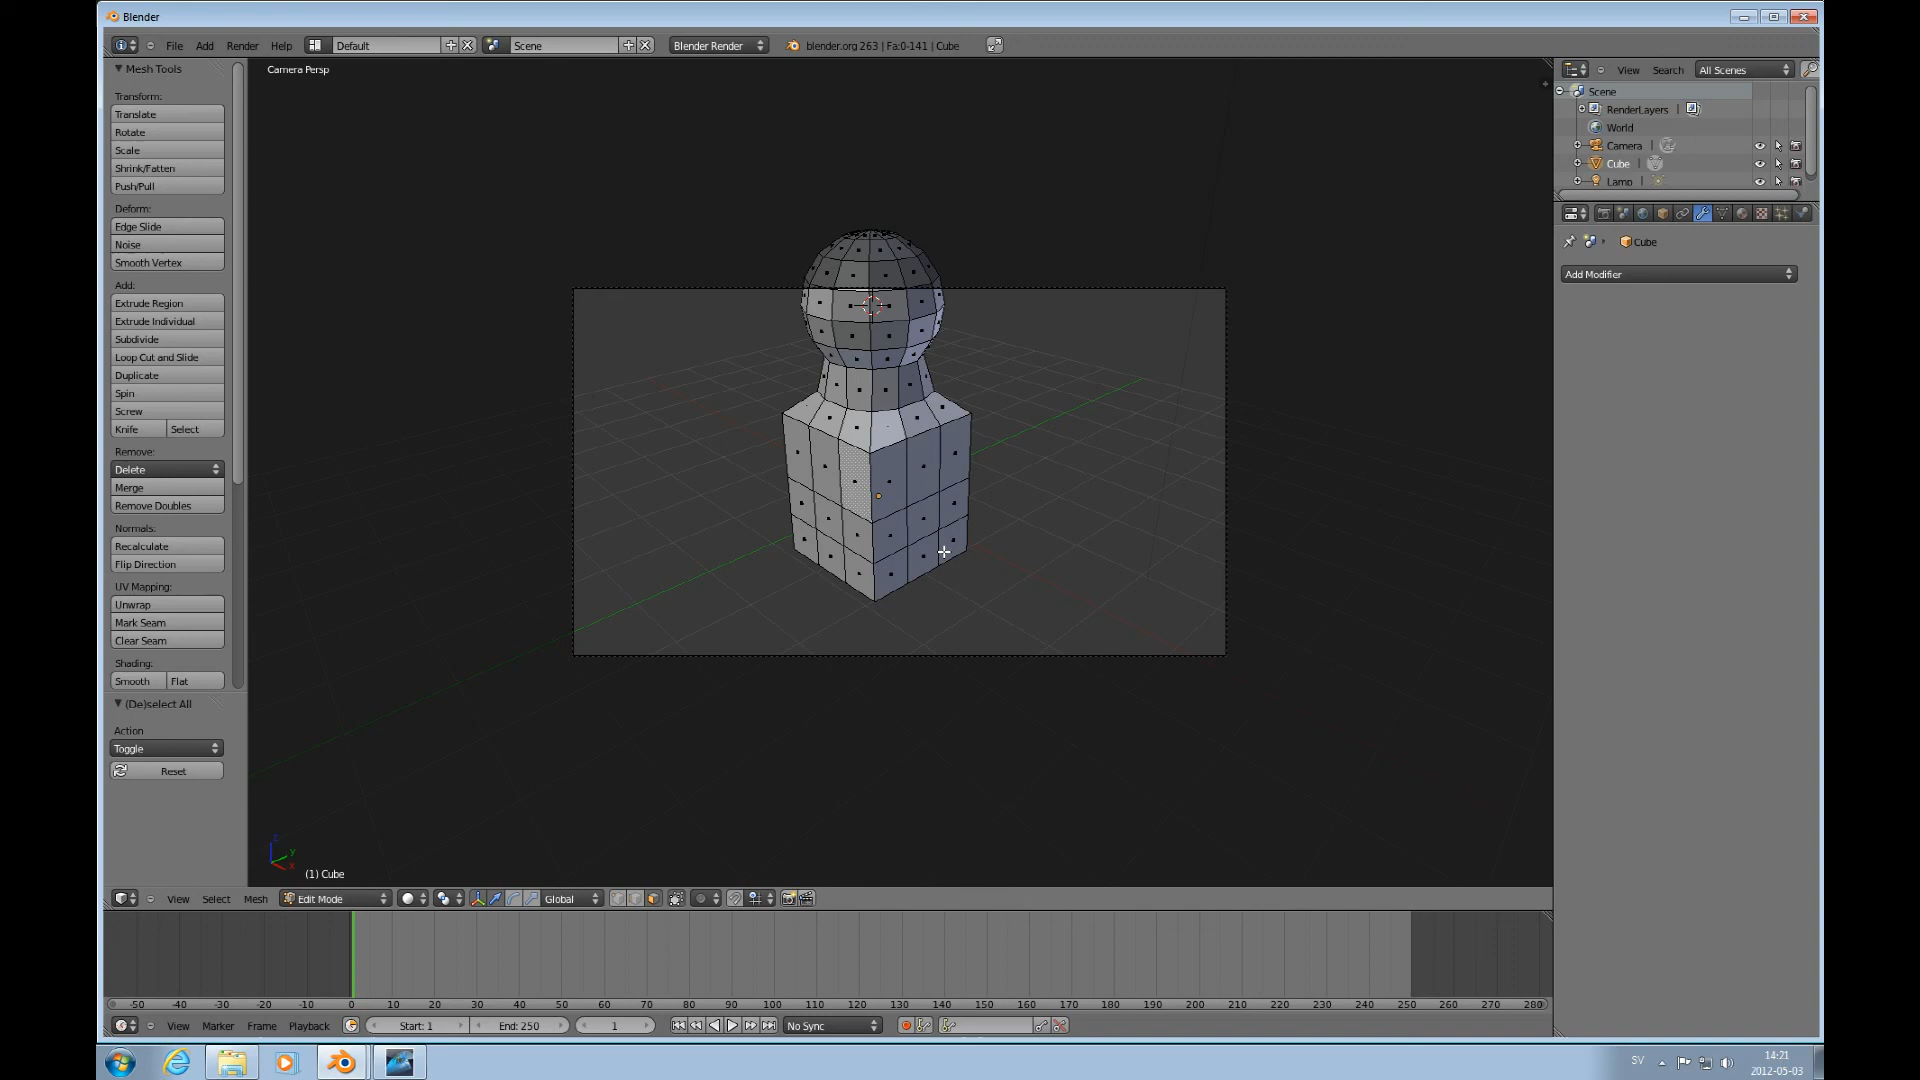 Blender
File Add Render Help Default Scene Blender Render blender.org 263 | Fa:0-141 | Cube
Mesh Tools
Transform:
Translate
Rotate
Scale
Shrink/Fatten
Push/Pull
Deform:
Edge Slide
Noise
Smooth Vertex
Add:
Extrude Region
Extrude Individual
Subdivide
Loop Cut and Slide
Duplicate
Spin
Screw
Knife Select
Remove:
Delete
Merge
Remove Doubles
Normals:
Recalculate
Flip Direction
UV Mapping:
Unwrap
Mark Seam
Clear Seam
Shading:
Smooth Flat
(De)select All
Action
Toggle
Reset
Camera Persp
z
y
x
(1) Cube
View Search All Scenes
Scene
RenderLayers |
World
Camera |
Cube |
Lamp |
Cube
Add Modifier
View Select Mesh Edit Mode Global
-50 -40 -30 -20 -10 0 10 20 30 40 50 60 70 80 90 100 110 120 130 140 150 160 170 180 190 200 210 220 230 240 250 260 270 280
View Marker Frame Playback Start: 1 End: 250 1 No Sync
SV
14:21
2012-05-03